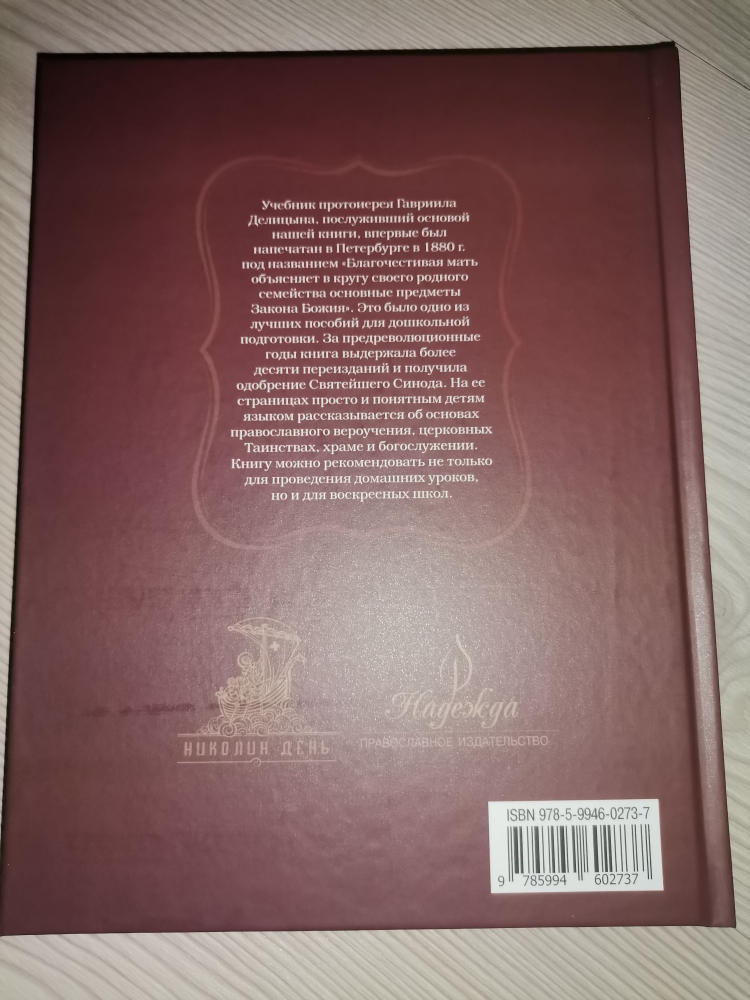 Учебник протоиерея Гавриила
Делицына, послуживший основой
нашей книги, впервые был
напечатан в Петербурге в 1880 г.
под названием «Благочестивая мать
объясняет в кругу своего родного
семейства основные предметы
Закона Божия». Это было одно из
лучших пособий для дошкольной
подготовки. За предреволюционные
годы книга выдержала более
десяти переизданий и получила
одобрение Святейшего Синода. На ее
страницах просто и понятным детям
языком рассказывается об основах
православного вероучения, церковных
Таинствах, храме и богослужении.
Книгу можно рекомендовать не только
для проведения домашних уроков,
но и для воскресных школ.
НИКОЛИН ДЕНЬ
Надежда
ПРАВОСЛАВНОЕ ИЗДАТЕЛЬСТВО
ISBN 978-5-9946-0273-7
9 785994 602737